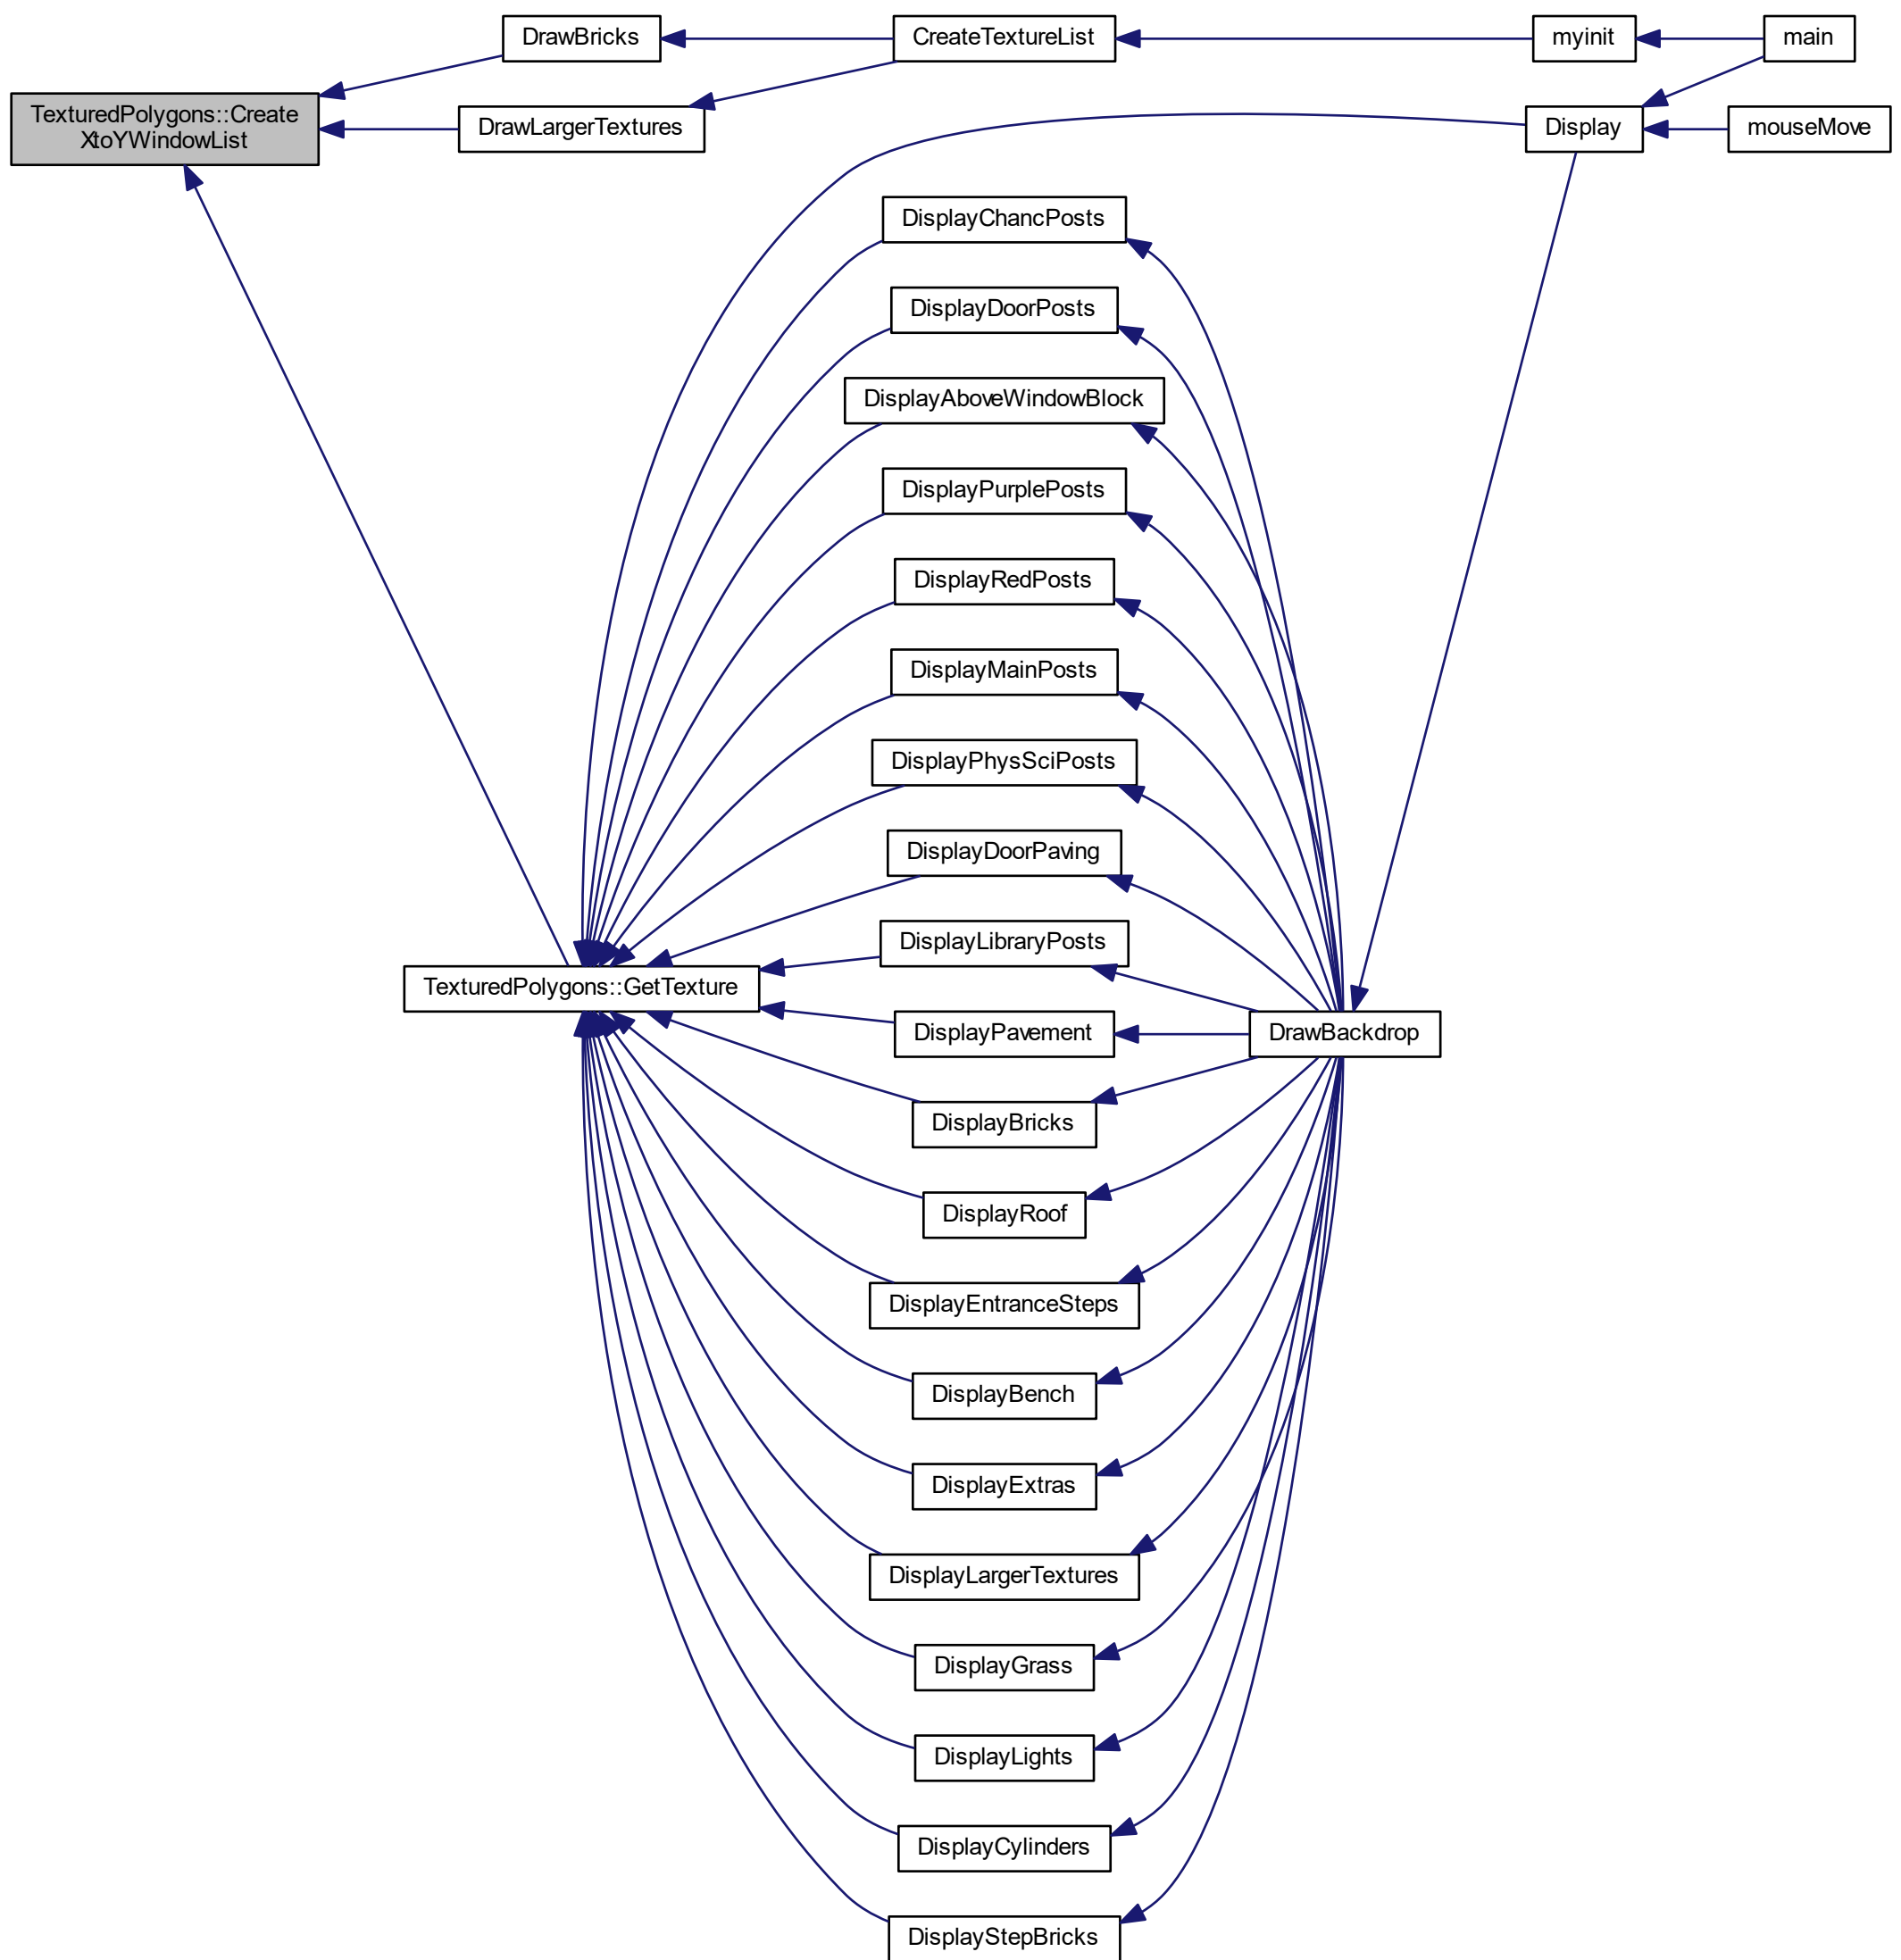 DrawBricks
CreateTextureList
myinit
main
TexturedPolygons::Create
XtoYWindowList
DrawLargerTextures
Display
mouseMove
DisplayChancPosts
DisplayDoorPosts
DisplayAboveWindowBlock
DisplayPurplePosts
DisplayRedPosts
DisplayMainPosts
DisplayPhysSciPosts
DisplayDoorPaving
DisplayLibraryPosts
TexturedPolygons::GetTexture
DisplayPavement
DrawBackdrop
DisplayBricks
DisplayRoof
DisplayEntranceSteps
DisplayBench
DisplayExtras
DisplayLargerTextures
DisplayGrass
DisplayLights
DisplayCylinders
DisplayStepBricks